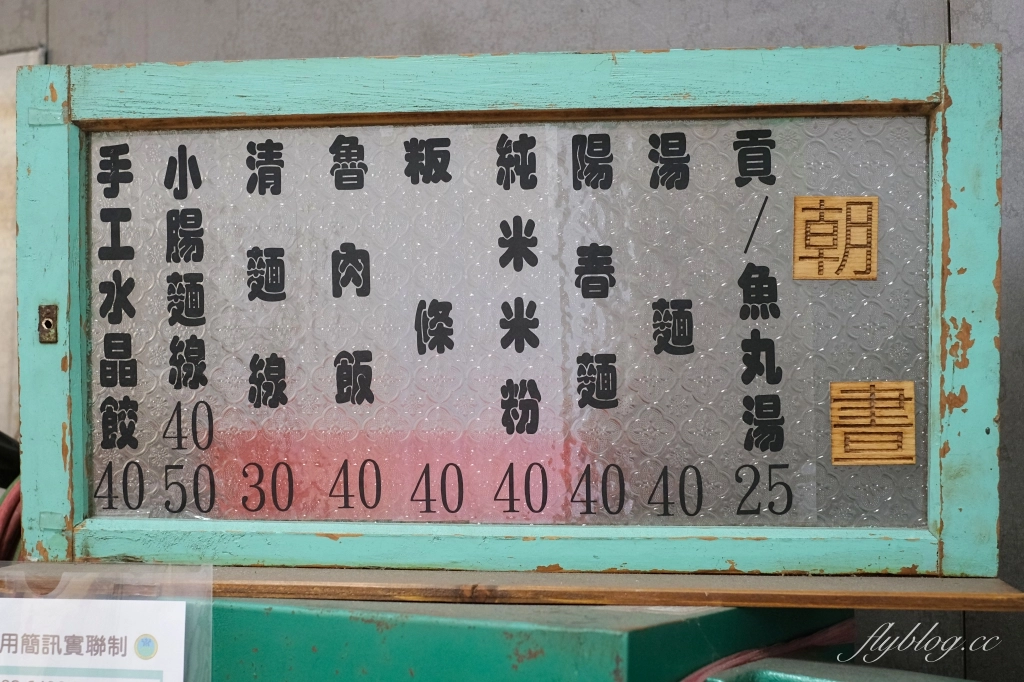 朝書
貢/魚丸湯 25
湯麵 40
陽春麵 40
純米米粉 40
粄條 40
魯肉飯 40
清麵線 30
小腸麵線 40 50
手工水晶餃 40
用簡訊實聯制
flyblog.cc